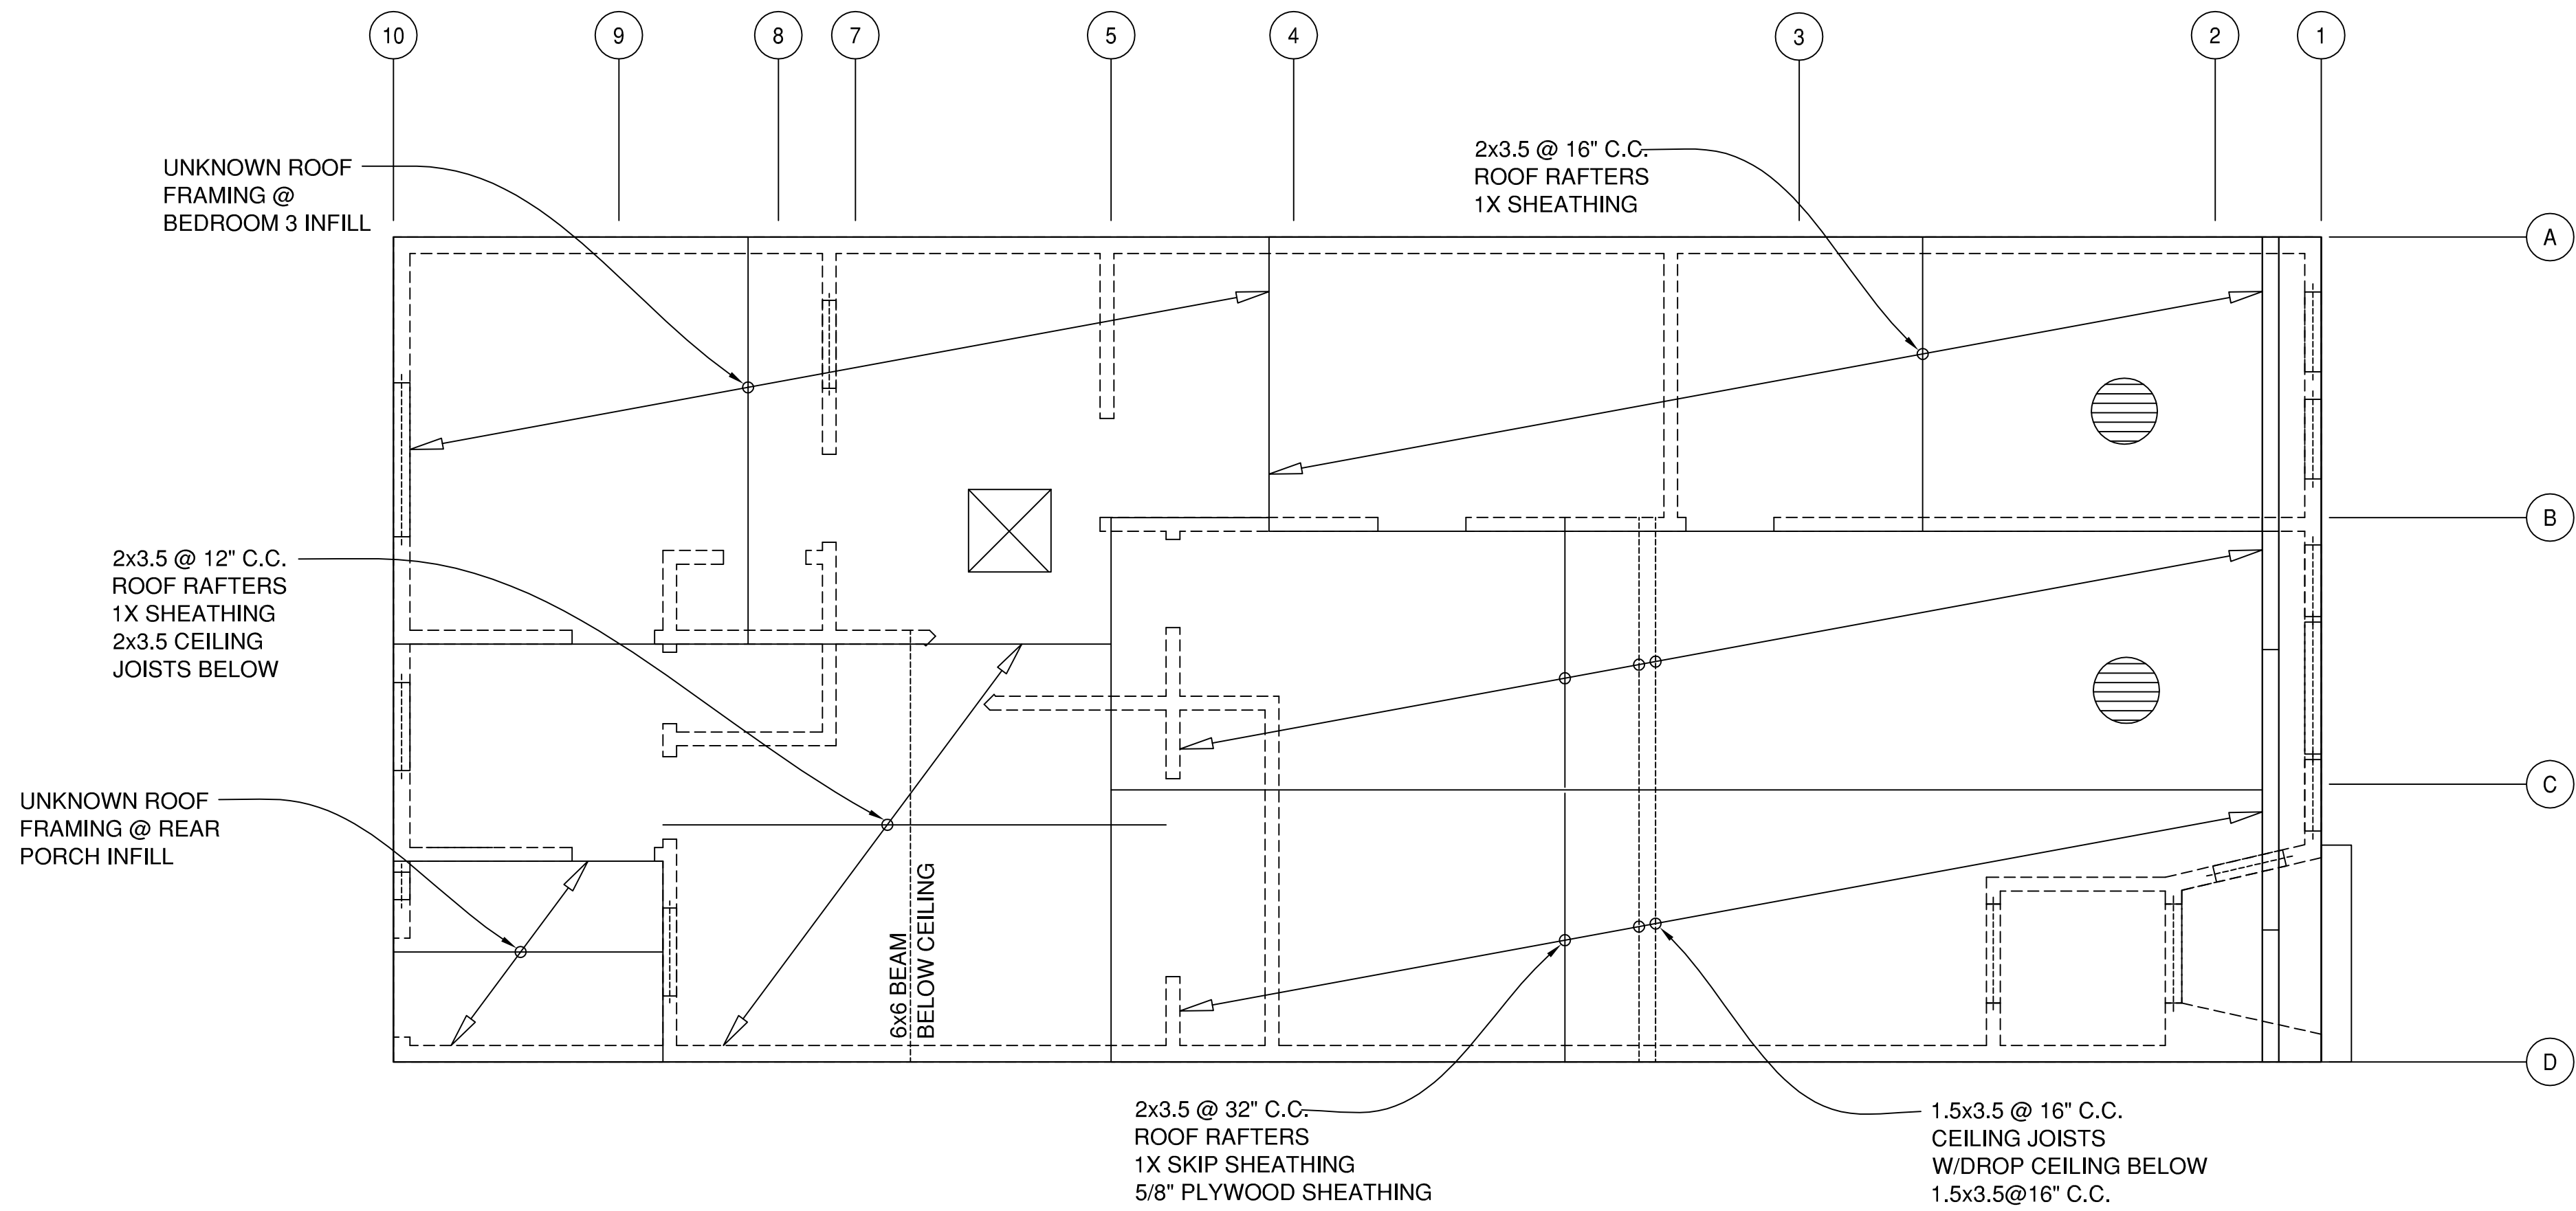 10
9
8
7
5
4
3
2
1
UNKNOWN ROOF
FRAMING @
BEDROOM 3 INFILL
2x3.5 @ 16" C.C.
ROOF RAFTERS
1X SHEATHING
A
B
2x3.5 @ 12" C.C.
ROOF RAFTERS
1X SHEATHING
2x3.5 CEILING
JOISTS BELOW
C
UNKNOWN ROOF
FRAMING @ REAR
PORCH INFILL
6x6 BEAM
BELOW CEILING
D
2x3.5 @ 32" C.C.
ROOF RAFTERS
1X SKIP SHEATHING
5/8" PLYWOOD SHEATHING
1.5x3.5 @ 16" C.C.
CEILING JOISTS
W/DROP CEILING BELOW
1.5x3.5@16" C.C.